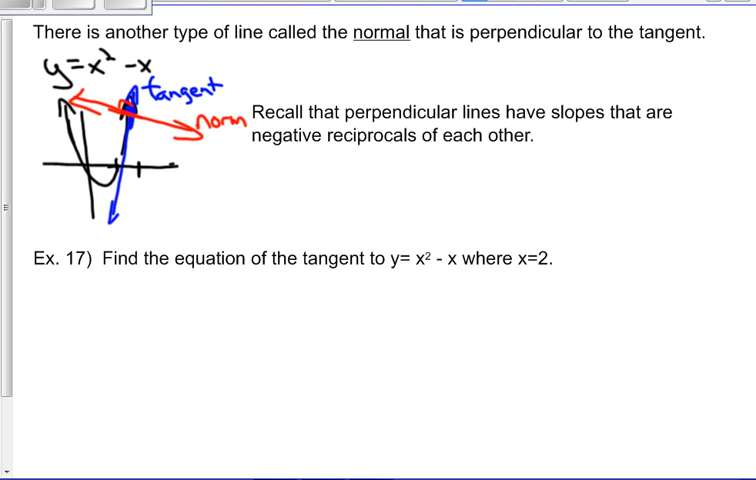 There is another type of line called the normal that is perpendicular to the tangent.
y=x² -x
tangent
norm
Recall that perpendicular lines have slopes that are
negative reciprocals of each other.
Ex. 17) Find the equation of the tangent to y= x² - x where x=2.